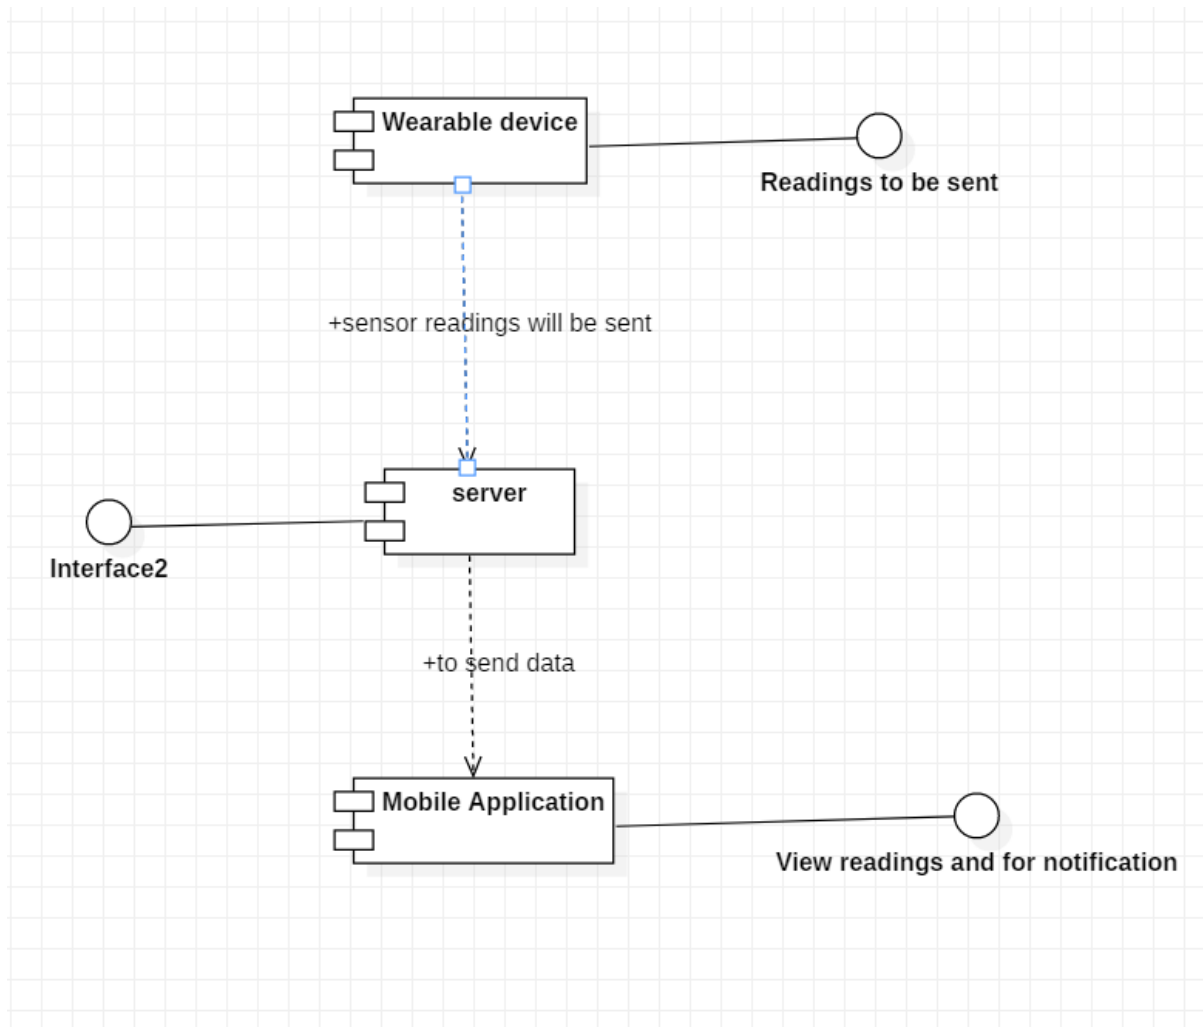 Wearable device
Readings to be sent
+sensor readings will be sent
server
Interface2
+to send data
Mobile Application
View readings and for notification